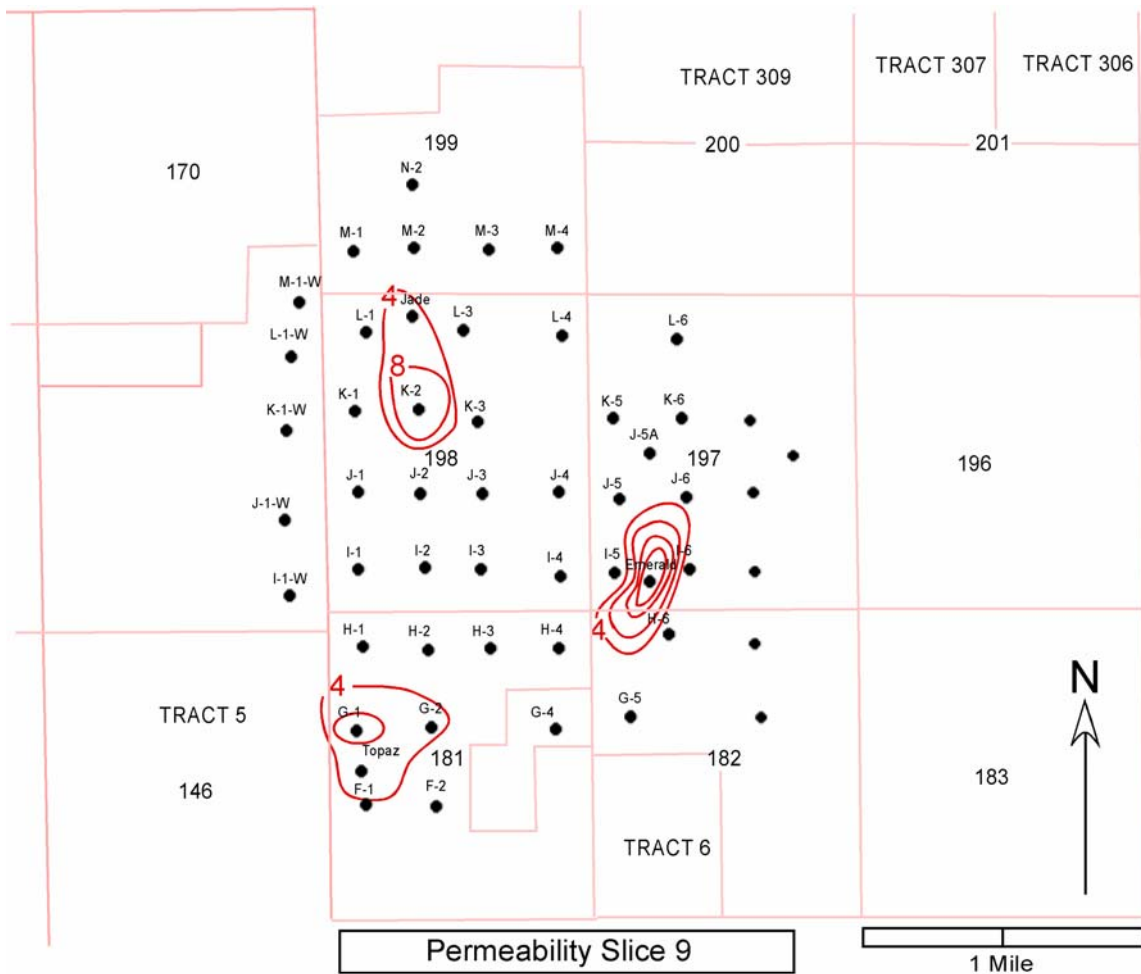 TRACT 309
TRACT 307
TRACT 306
199
200
201
170
N-2
M-1
M-2
M-3
M-4
M-1-W
4
Jade
L-1
L-3
L-4
L-6
L-1-W
8
K-1
K-2
K-3
K-5
K-6
K-1-W
J-5A
198
197
196
J-1
J-2
J-3
J-4
J-5
J-6
J-1-W
I-1
I-2
I-3
I-4
I-5
I-6
Emerald
I-1-W
4
H-1
H-2
H-3
H-4
H-6
4
N
TRACT 5
G-1
G-2
G-4
G-5
Topaz
181
182
183
146
F-1
F-2
TRACT 6
Permeability Slice 9
1 Mile